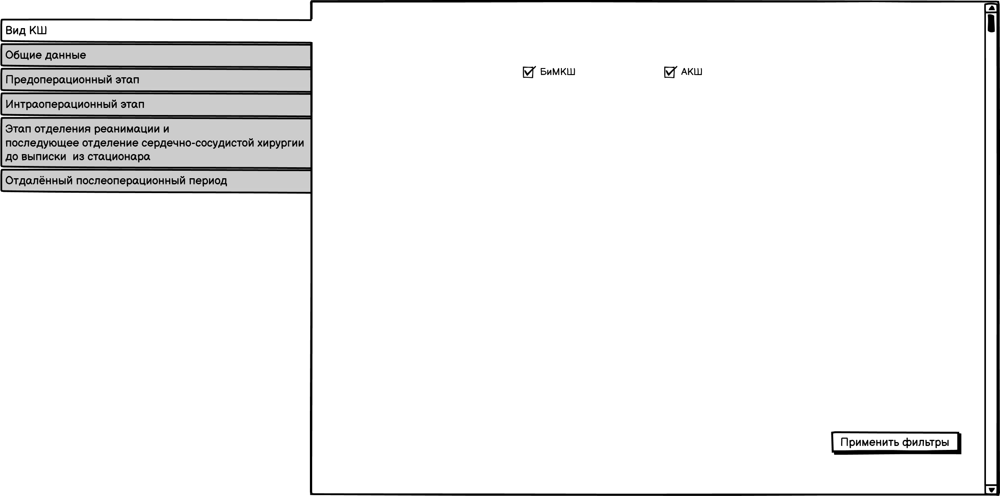 Вид КШ
Общие данные
Предоперационный этап
Интраоперационный этап
Этап отделения реанимации и
последующее отделение сердечно-сосудистой хирургии
до выписки  из стационара
Отдалённый послеоперационный период
БиМКШ
АКШ
Применить фильтры